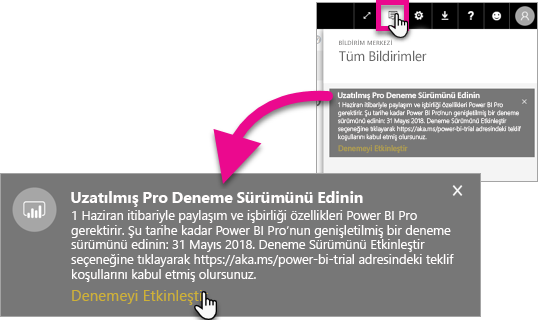 BİLDİRİM MERKEZİ
Tüm Bildirimler
Uzatılmış Pro Deneme Sürümünü Edinin
1 Haziran itibariyle paylaşım ve işbirliği özellikleri Power BI Pro
gerektirir. Şu tarihe kadar Power BI Pro'nun genişletilmiş bir deneme
sürümünü edinin: 31 Mayıs 2018. Deneme Sürümünü Etkinleştir
seçeneğine tıklayarak https://aka.ms/power-bi-trial adresindeki teklif
koşullarını kabul etmiş olursunuz.
Denemeyi Etkinleştir
Uzatılmış Pro Deneme Sürümünü Edinin
1 Haziran itibariyle paylaşım ve işbirliği özellikleri Power BI Pro
gerektirir. Şu tarihe kadar Power BI Pro'nun genişletilmiş bir deneme
sürümünü edinin: 31 Mayıs 2018. Deneme Sürümünü Etkinleştir
seçeneğine tıklayarak https://aka.ms/power-bi-trial adresindeki teklif
koşullarını kabul etmiş olursunuz.
Denemeyi Etkinleştir